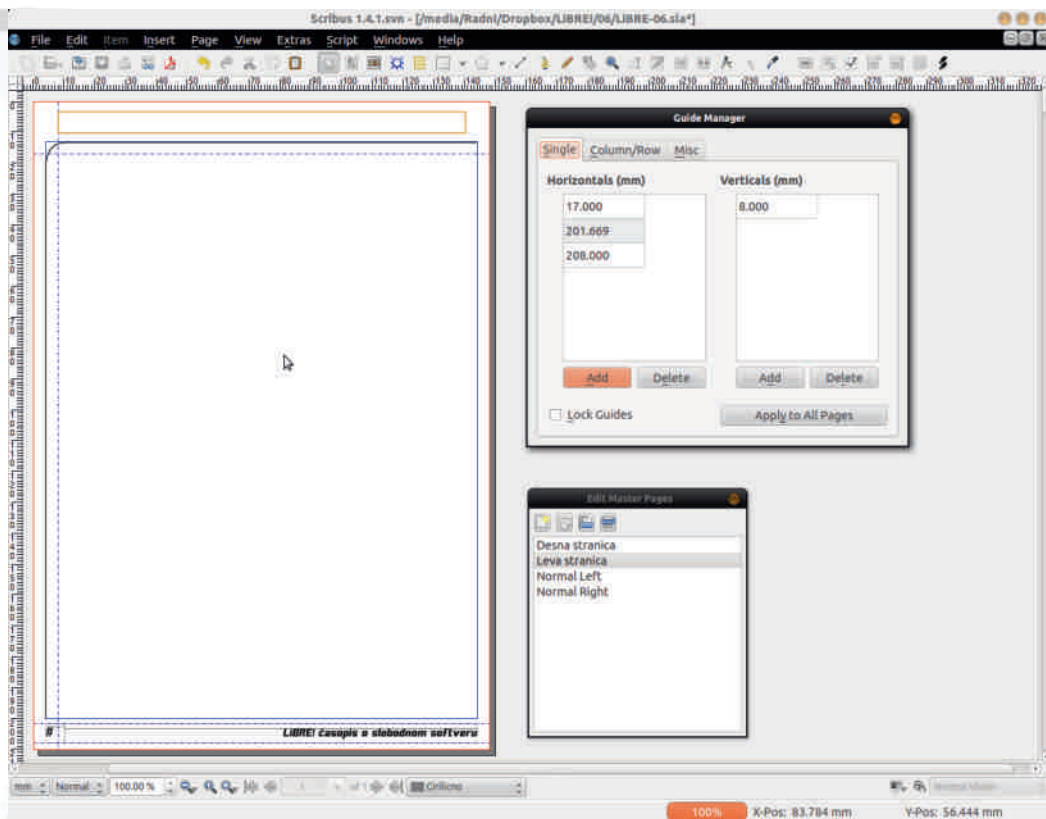 Scribus 1.4.1.svn - [/media/Radni/Dropbox/LiBREI/06/LiBRE-06.sla*]
File Edit Item Insert Page View Extras Script Windows Help
Guide Manager
Single Column/Row Misc
Horizontals (mm) Verticals (mm)
17.000 8.000
201.669
208.000
Add Delete Add Delete
Lock Guides Apply to All Pages
Edit Master Pages
Desna stranica
Leva stranica
Normal Left
Normal Right
# LiBRE! časopis o slobodnom softveru
mm Normal 100.00 %
100% X-Pos: 83.784 mm Y-Pos: 56.444 mm